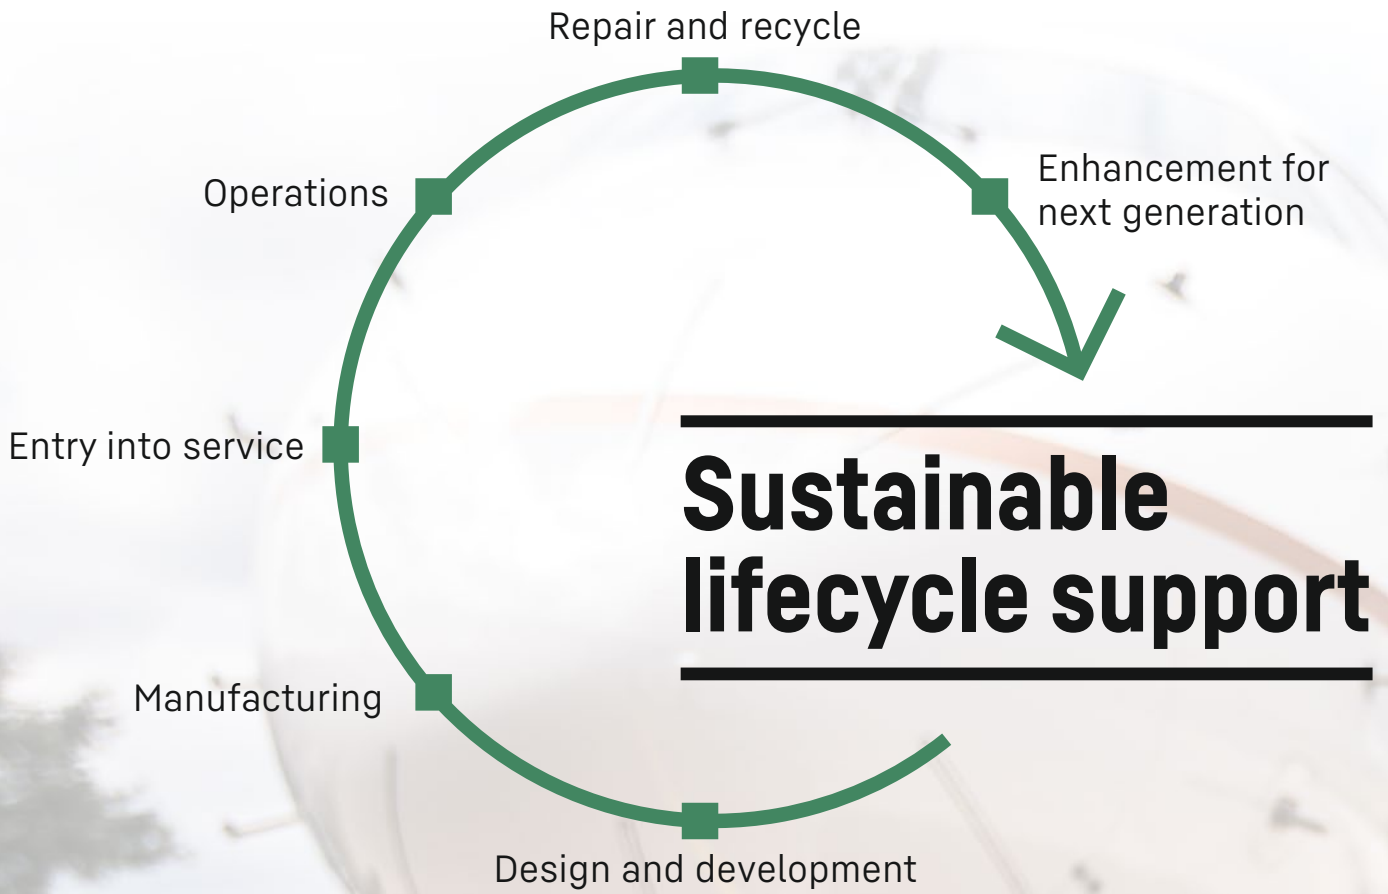 Repair and recycle
Operations
Enhancement for
next generation
Entry into service
Sustainable
lifecycle support
Manufacturing
Design and development